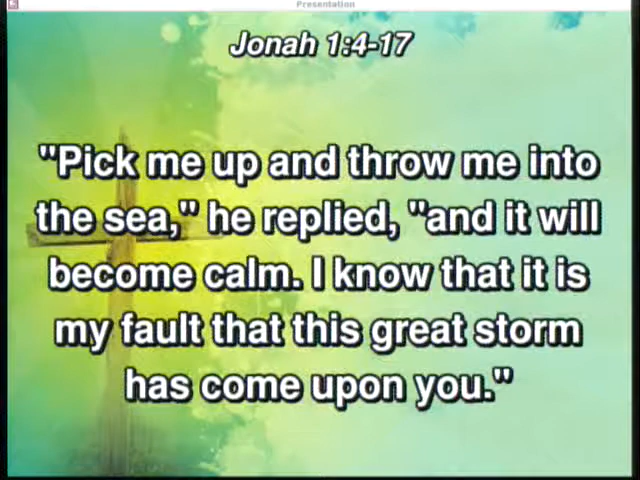 Presentation
Jonah 1:4-17
"Pick me up and throw me into
the sea," he replied, "and it will
become calm. I know that it is
my fault that this great storm
has come upon you."